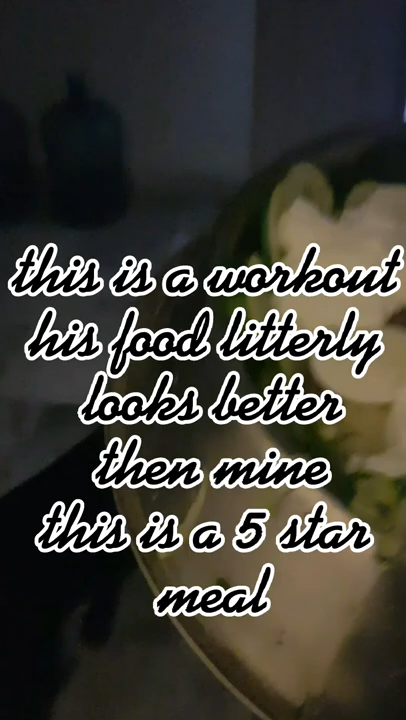 this is a workout
his food litterly
looks better
then mine
this is a 5 star
meal